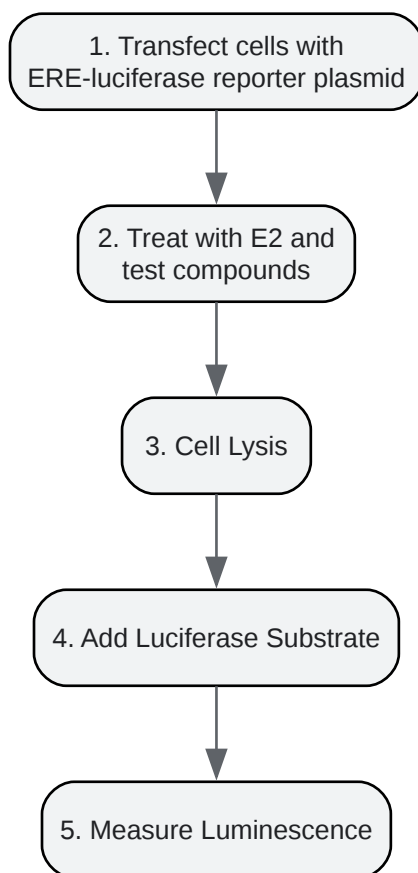 1. Transfect cells with
ERE-luciferase reporter plasmid
2. Treat with E2 and
test compounds
3. Cell Lysis
4. Add Luciferase Substrate
5. Measure Luminescence